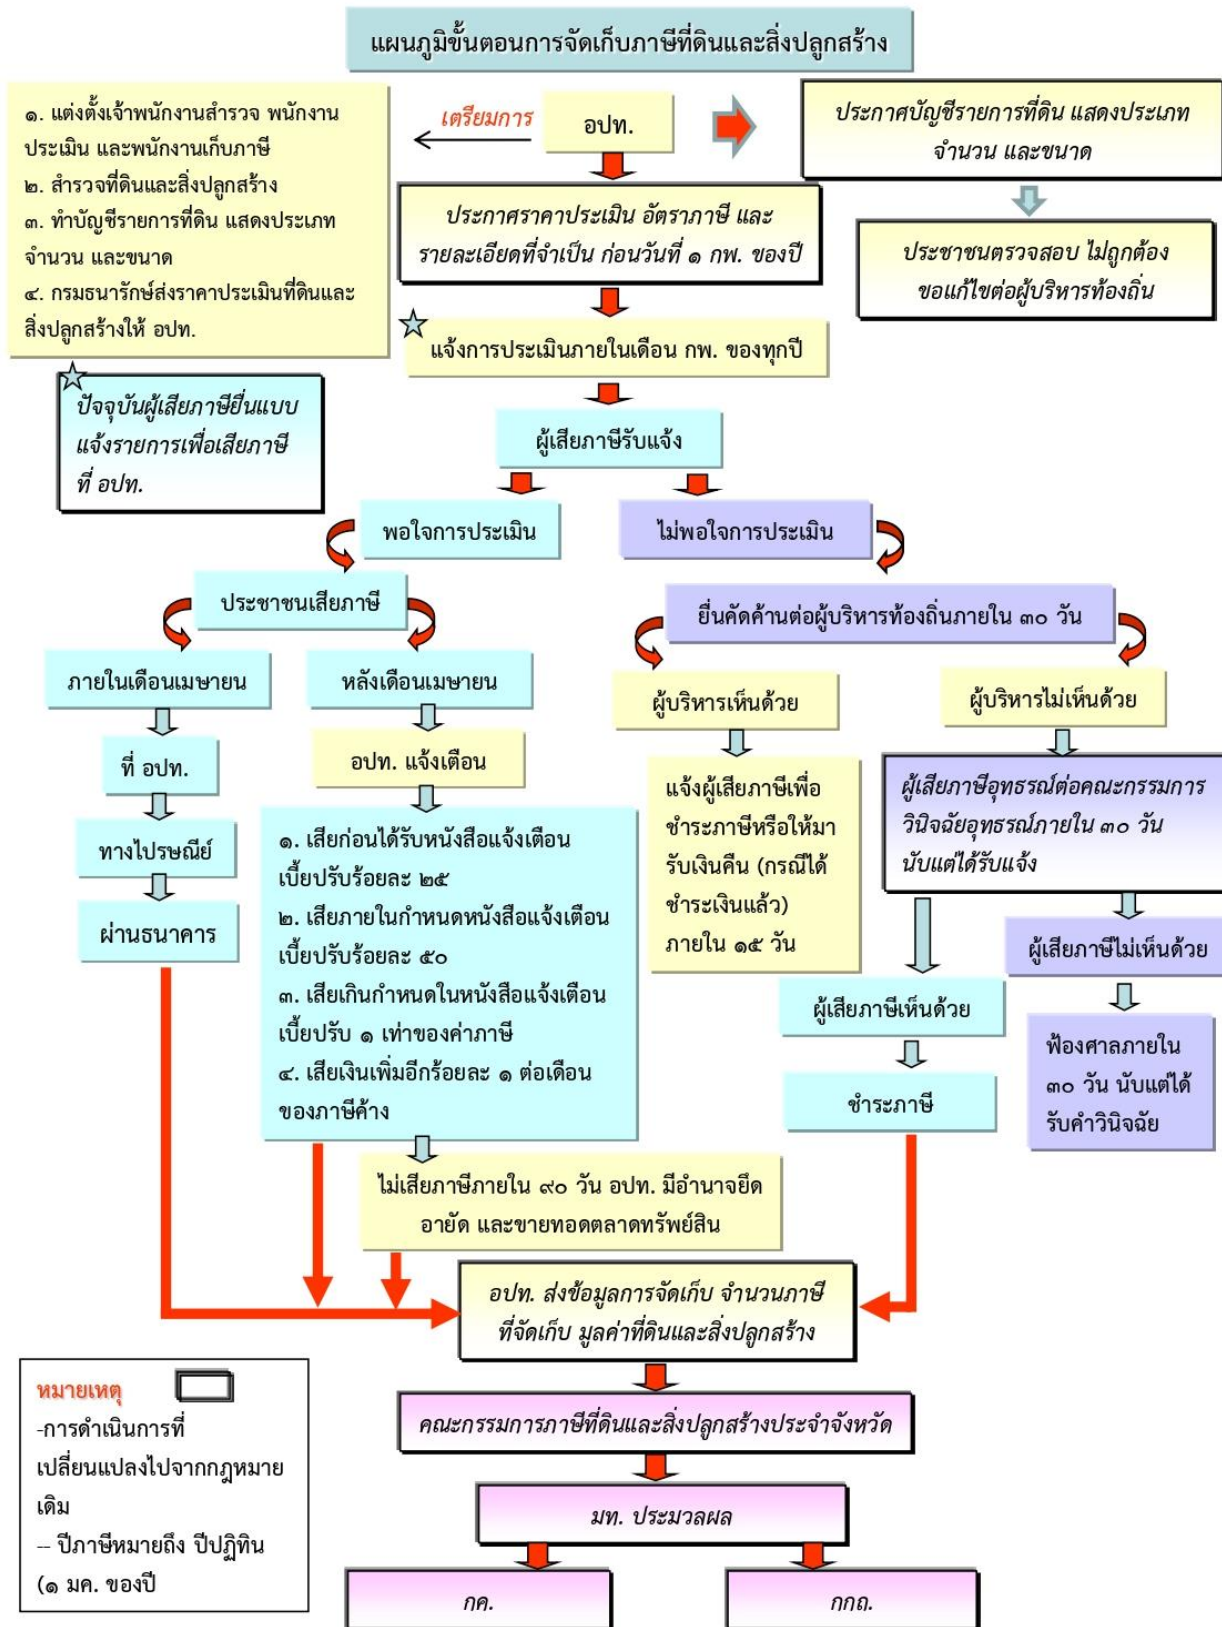 แผนภูมิขั้นตอนการจัดเก็บภาษีที่ดินและสิ่งปลูกสร้าง
๑. แต่งตั้งเจ้าพนักงานสำรวจ พนักงาน
ประเมิน และพนักงานเก็บภาษี
๒. สำรวจที่ดินและสิ่งปลูกสร้าง
๓. ทำบัญชีรายการที่ดิน แสดงประเภท
จำนวน และขนาด
๔. กรมธนารักษ์ส่งราคาประเมินที่ดินและ
สิ่งปลูกสร้างให้ อปท.
เตรียมการ
อปท.
ประกาศบัญชีรายการที่ดิน แสดงประเภท
จำนวน และขนาด
ประกาศราคาประเมิน อัตราภาษี และ
รายละเอียดที่จำเป็น ก่อนวันที่ ๑ กพ. ของปี
ประชาชนตรวจสอบ ไม่ถูกต้อง
ขอแก้ไขต่อผู้บริหารท้องถิ่น
แจ้งการประเมินภายในเดือน กพ. ของทุกปี
ปัจจุบันผู้เสียภาษียื่นแบบ
แจ้งรายการเพื่อเสียภาษี
ที่ อปท.
ผู้เสียภาษีรับแจ้ง
พอใจการประเมิน
ไม่พอใจการประเมิน
ประชาชนเสียภาษี
ยื่นคัดค้านต่อผู้บริหารท้องถิ่นภายใน ๓๐ วัน
ภายในเดือนเมษายน
หลังเดือนเมษายน
ผู้บริหารเห็นด้วย
ผู้บริหารไม่เห็นด้วย
ที่ อปท.
อปท. แจ้งเตือน
ทางไปรษณีย์
ผ่านธนาคาร
๑. เสียก่อนได้รับหนังสือแจ้งเตือน
เบี้ยปรับร้อยละ ๒๕
๒. เสียภายในกำหนดหนังสือแจ้งเตือน
เบี้ยปรับร้อยละ ๕๐
๓. เสียเกินกำหนดในหนังสือแจ้งเตือน
เบี้ยปรับ ๑ เท่าของค่าภาษี
๔. เสียเงินเพิ่มอีกร้อยละ ๑ ต่อเดือน
ของภาษีค้าง
แจ้งผู้เสียภาษีเพื่อ
ชำระภาษีหรือให้มา
รับเงินคืน (กรณีได้
ชำระเงินแล้ว)
ภายใน ๑๕ วัน
ผู้เสียภาษีอุทธรณ์ต่อคณะกรรมการ
วินิจฉัยอุทธรณ์ภายใน ๓๐ วัน
นับแต่ได้รับแจ้ง
ผู้เสียภาษีไม่เห็นด้วย
ผู้เสียภาษีเห็นด้วย
ฟ้องศาลภายใน
๓๐ วัน นับแต่ได้
รับคำวินิจฉัย
ชำระภาษี
ไม่เสียภาษีภายใน ๙๐ วัน อปท. มีอำนาจยึด
อายัด และขายทอดตลาดทรัพย์สิน
อปท. ส่งข้อมูลการจัดเก็บ จำนวนภาษี
ที่จัดเก็บ มูลค่าที่ดินและสิ่งปลูกสร้าง
คณะกรรมการภาษีที่ดินและสิ่งปลูกสร้างประจำจังหวัด
มท. ประมวลผล
กค.
กกถ.
หมายเหตุ
-การดำเนินการที่
เปลี่ยนแปลงไปจากกฎหมาย
เดิม
-- ปีภาษีหมายถึง ปีปฏิทิน
(๑ มค. ของปี